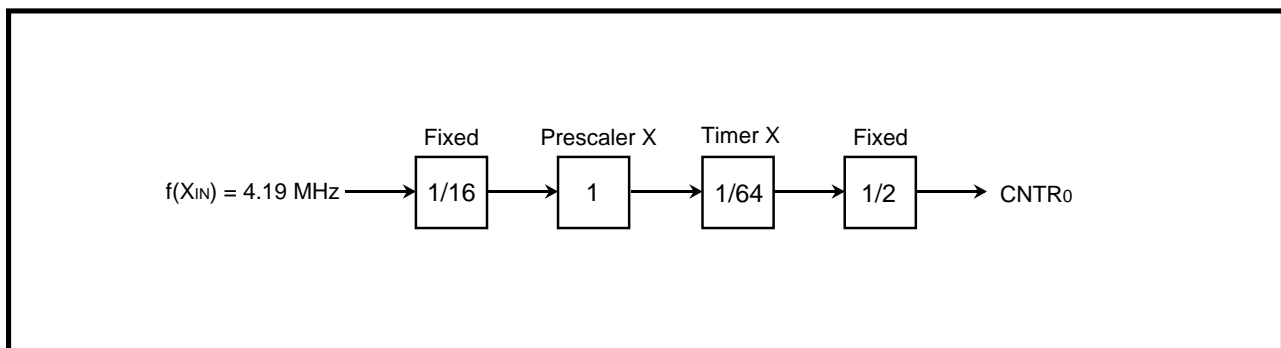 Fixed Prescaler X Timer X Fixed
f(XIN) = 4.19 MHz 1/16 1 1/64 1/2 CNTR0